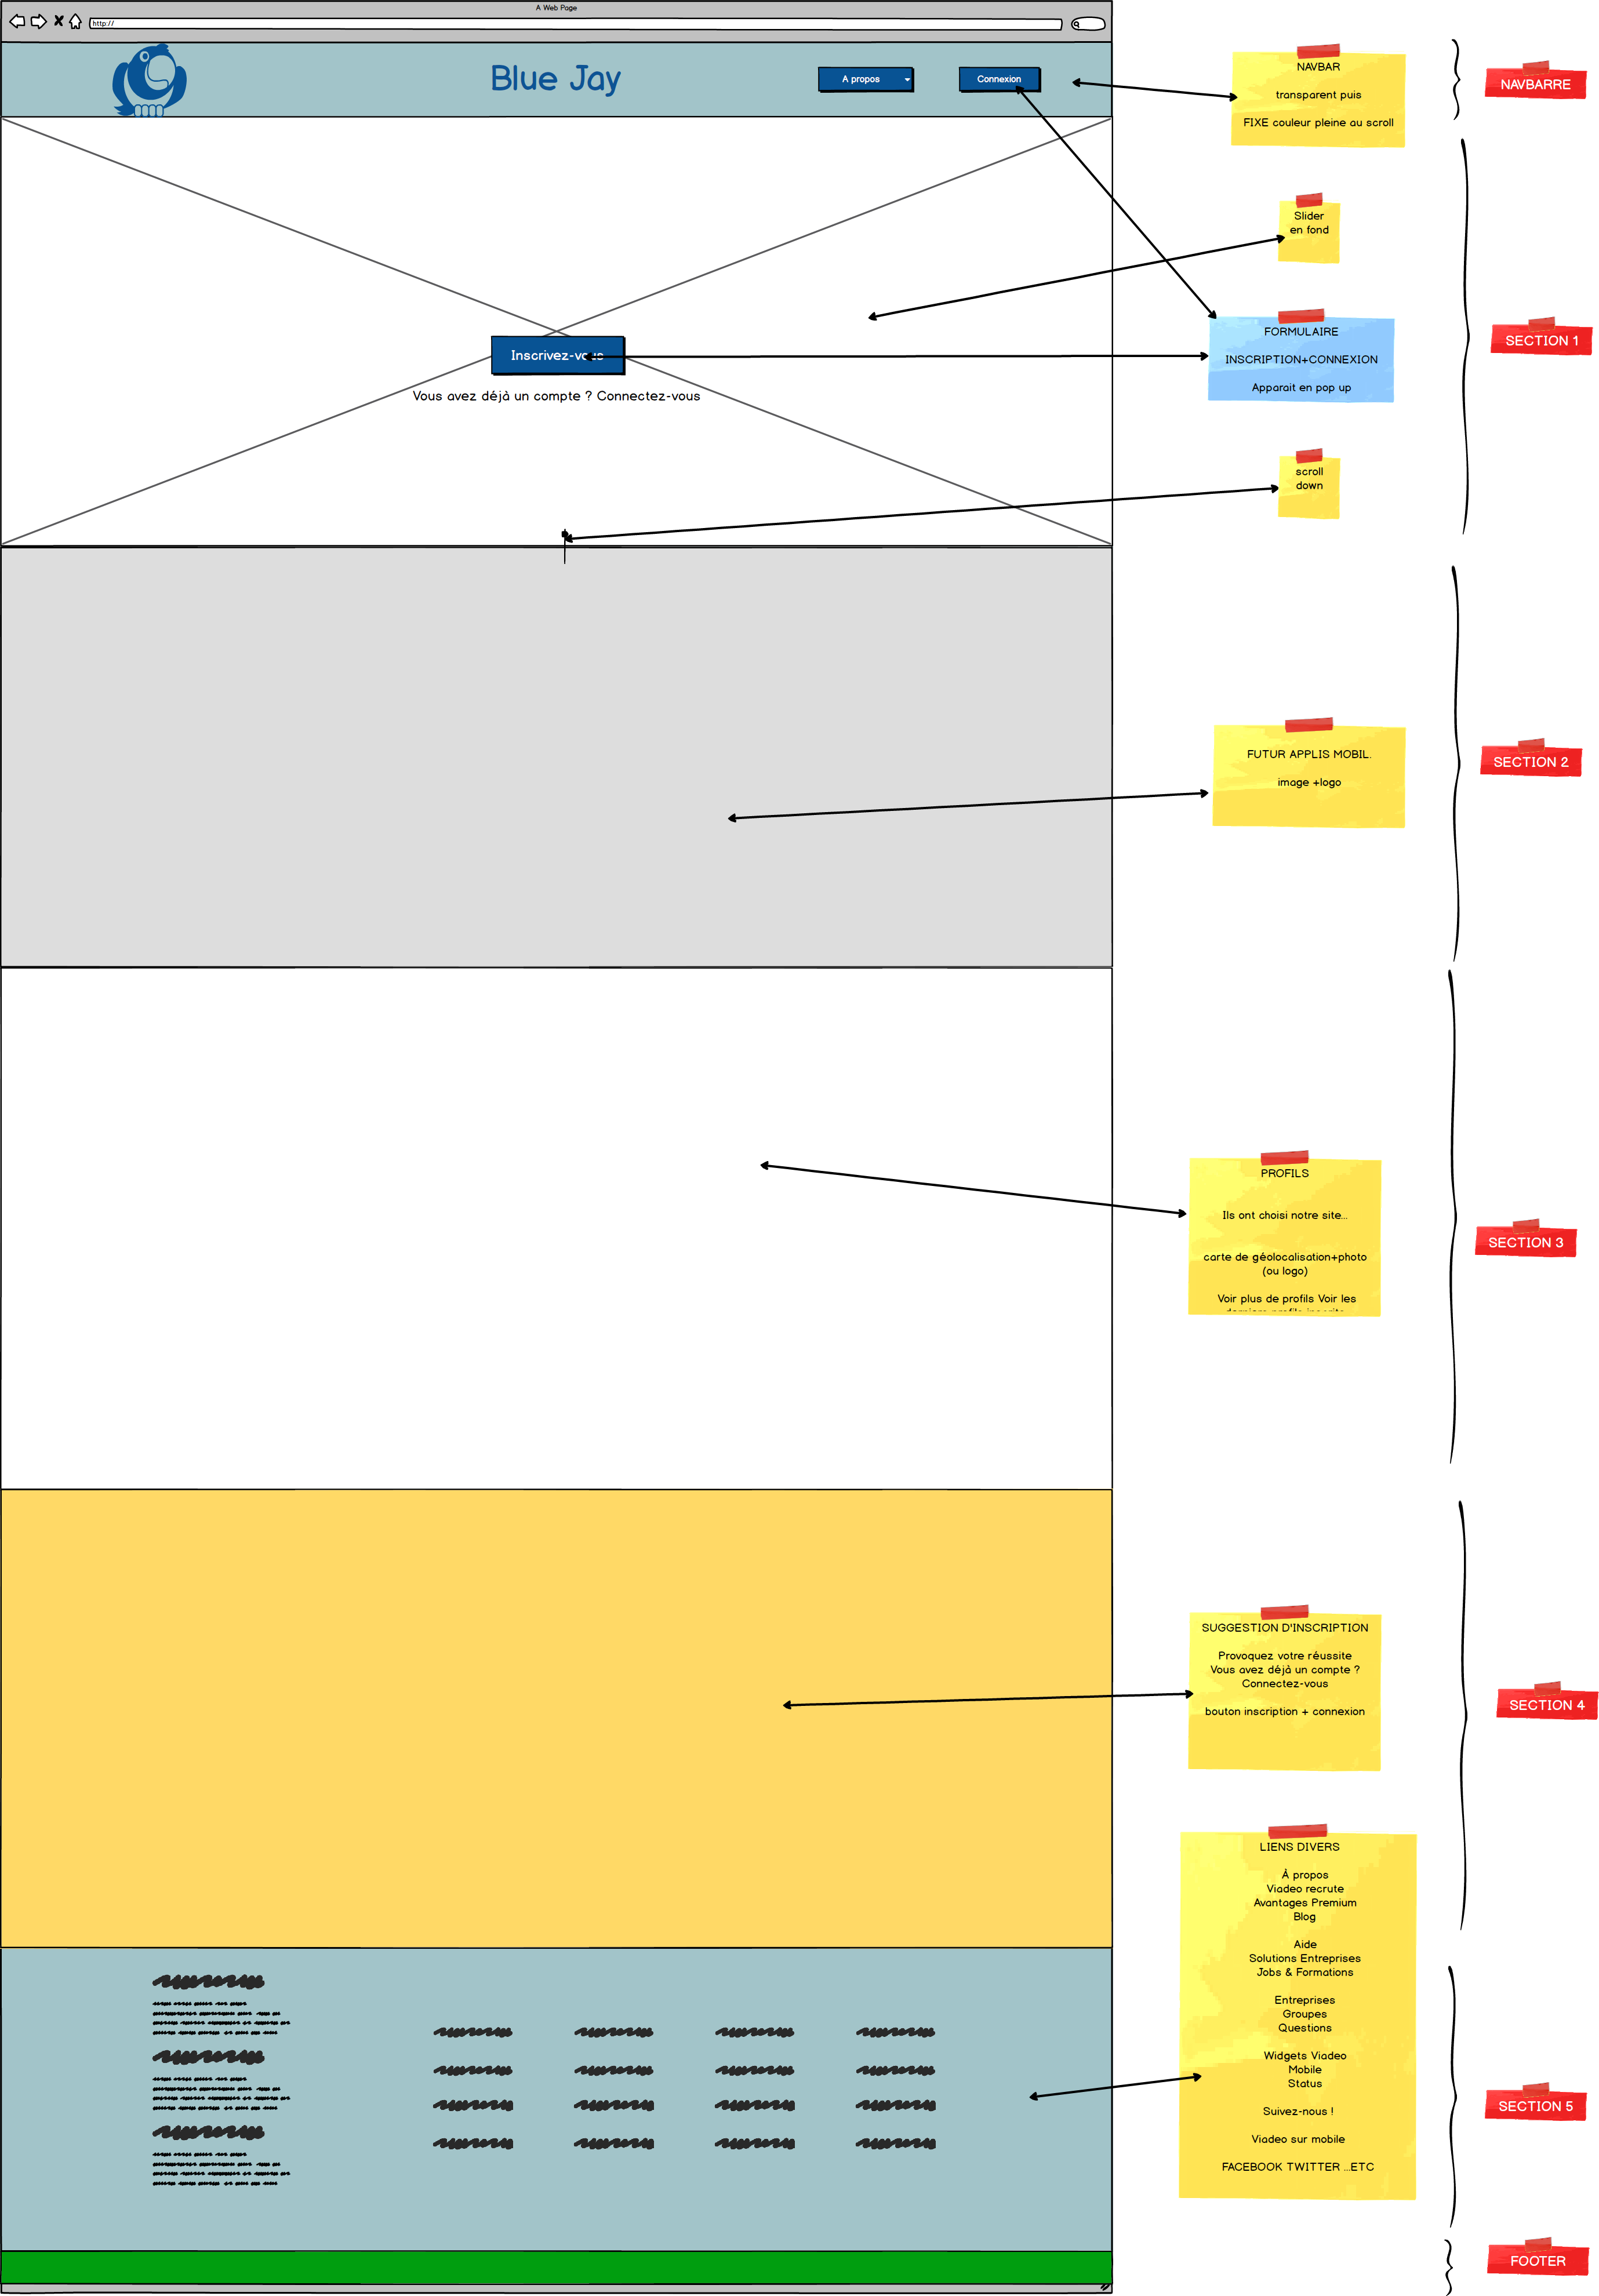 A Web Page
http://
Blue Jay
A propos
Connexion
NAVBAR
transparent puis
FIXE couleur pleine au scroll
NAVBARRE
Slider
en fond
Inscrivez-vous
Vous avez déjà un compte ? Connectez-vous
FORMULAIRE
INSCRIPTION+CONNEXION
Apparait en pop up
SECTION 1
scroll
down
FUTUR APPLIS MOBIL.
image +logo
SECTION 2
PROFILS
Ils ont choisi notre site...
carte de géolocalisation+photo
(ou logo)
Voir plus de profils Voir les
SECTION 3
SUGGESTION D'INSCRIPTION
Provoquez votre réussite
Vous avez déjà un compte ?
Connectez-vous
bouton inscription + connexion
SECTION 4
LIENS DIVERS
À propos
Viadeo recrute
Avantages Premium
Blog
Aide
Solutions Entreprises
Jobs & Formations
Entreprises
Groupes
Questions
Widgets Viadeo
Mobile
Status
Suivez-nous !
Viadeo sur mobile
FACEBOOK TWITTER ...ETC
SECTION 5
FOOTER